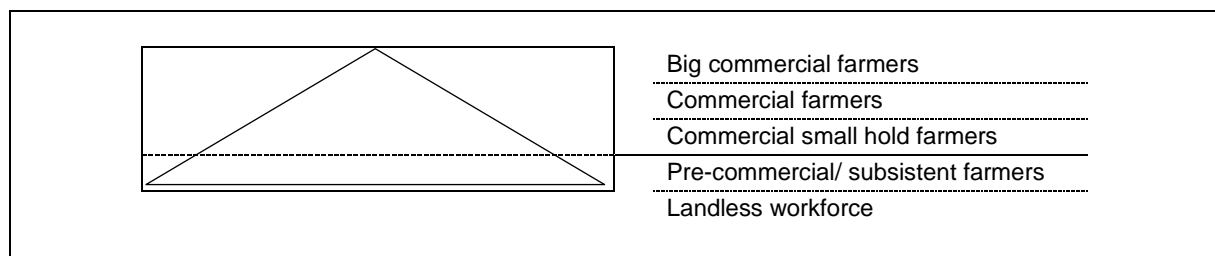 Big commercial farmers
Commercial farmers
Commercial small hold farmers
Pre-commercial/ subsistent farmers
Landless workforce